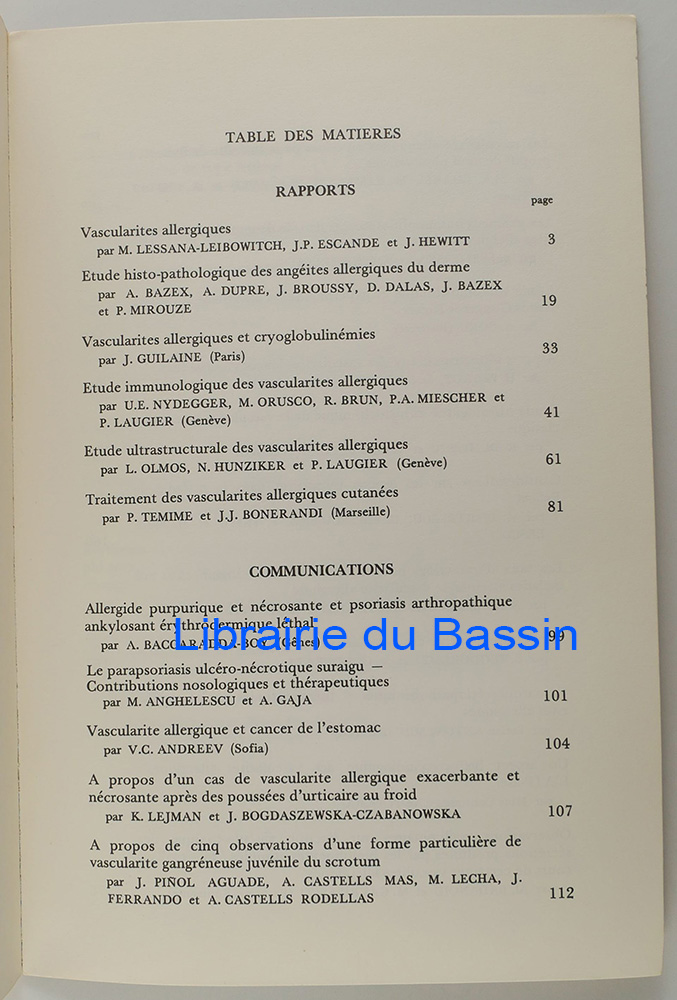 TABLE DES MATIERES
RAPPORTS
page
Vascularites allergiques
par M. LESSANA-LEIBOWITCH, J.P. ESCANDE et J. HEWITT 3
Etude histo-pathologique des angéites allergiques du derme
par A. BAZEX, A. DUPRE, J. BROUSSY, D. DALAS, J. BAZEX
et P. MIROUZE 19
Vascularites allergiques et cryoglobulinémies
par J. GUILAINE (Paris) 33
Etude immunologique des vascularites allergiques
par U.E. NYDEGGER, M. ORUSCO, R. BRUN, P.A. MIESCHER et
P. LAUGIER (Genève) 41
Etude ultrastructurale des vascularites allergiques
par L. OLMOS, N. HUNZIKER et P. LAUGIER (Genève) 61
Traitement des vascularites allergiques cutanées
par P. TEMIME et J.J. BONERANDI (Marseille) 81
COMMUNICATIONS
Allergide purpurique et nécrosante et psoriasis arthropathique
ankylosant érythrodermique léthal
par A. BACCAREDDA-BOY (Gênes) 99
Librairie du Bassin
Le parapsoriasis ulcéro-nécrotique suraigu —
Contributions nosologiques et thérapeutiques
par M. ANGHELESCU et A. GAJA 101
Vascularite allergique et cancer de l'estomac
par V.C. ANDREEV (Sofia) 104
A propos d'un cas de vascularite allergique exacerbante et
nécrosante après des poussées d'urticaire au froid
par K. LEJMAN et J. BOGDASZEWSKA-CZABANOWSKA 107
A propos de cinq observations d'une forme particulière de
vascularite gangréneuse juvénile du scrotum
par J. PIÑOL AGUADE, A. CASTELLS MAS, M. LECHA, J.
FERRANDO et A. CASTELLS RODELLAS 112